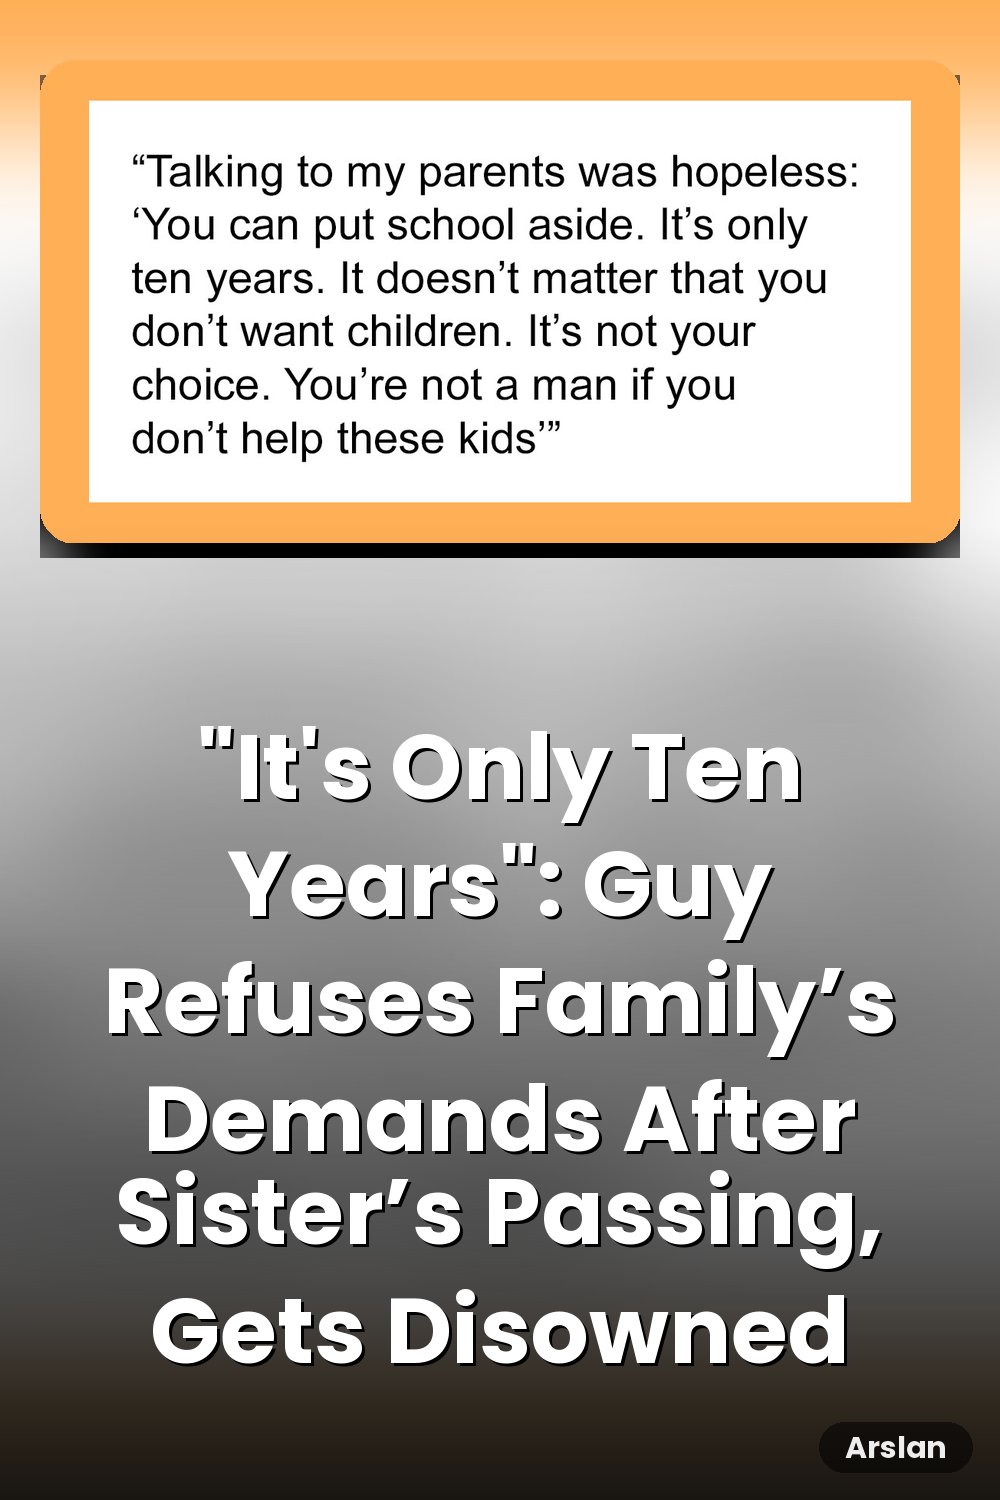 “Talking to my parents was hopeless:
‘You can put school aside. It’s only
ten years. It doesn’t matter that you
don’t want children. It’s not your
choice. You’re not a man if you
don’t help these kids’”
"It's Only Ten
Years": Guy
Refuses Family’s
Demands After
Sister’s Passing,
Gets Disowned
Arslan